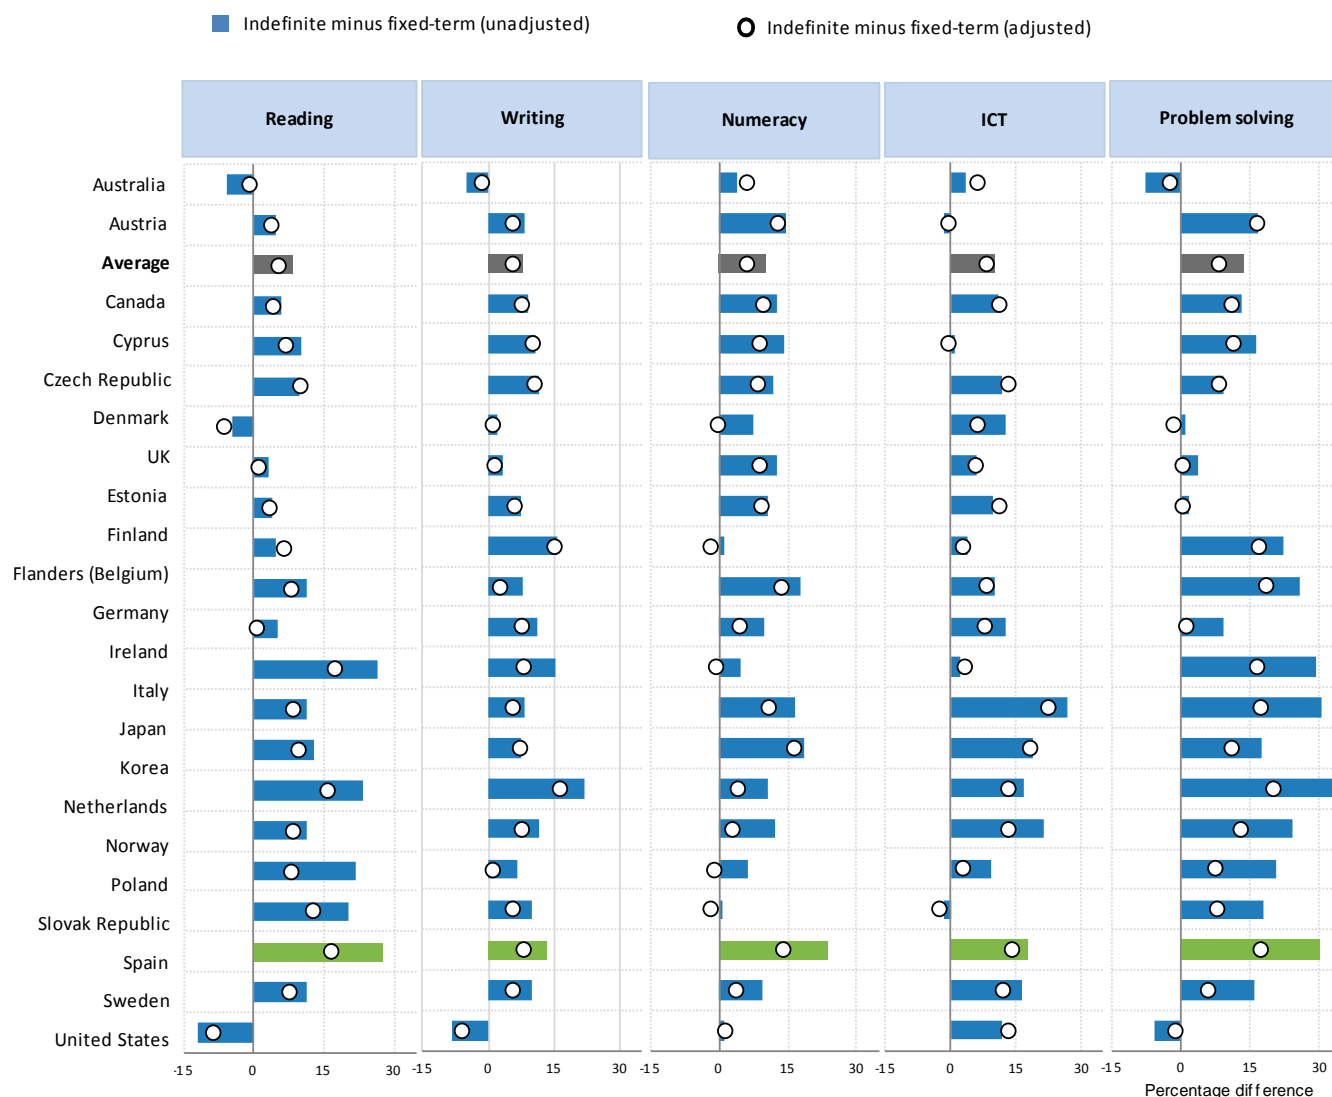 Indefinite minus fixed-term (unadjusted)
Indefinite minus fixed-term (adjusted)
Reading
Writing
Numeracy
ICT
Problem solving
Australia
Austria
Average
Canada
Cyprus
Czech Republic
Denmark
UK
Estonia
Finland
Flanders (Belgium)
Germany
Ireland
Italy
Japan
Korea
Netherlands
Norway
Poland
Slovak Republic
Spain
Sweden
United States
-15 0 15 30 -15 0 15 30 -15 0 15 30 -15 0 15 30 -15 0 15 30
Percentage difference